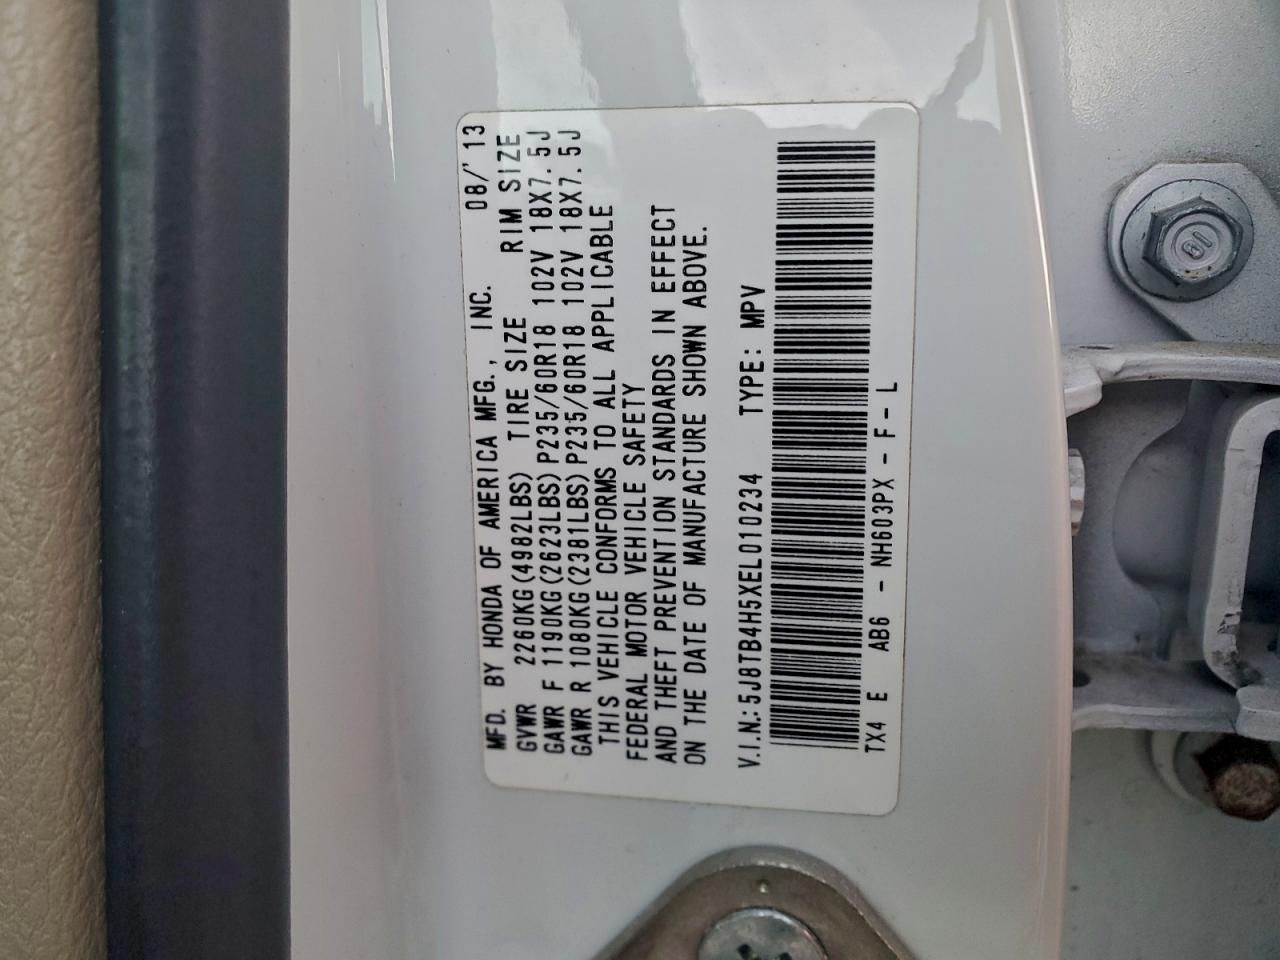 MFD. BY HONDA OF AMERICA MFG., INC. 08/'13
GVWR 2260KG(4982LBS) TIRE SIZE RIM SIZE
GAWR F 1190KG(2623LBS) P235/60R18 102V 18X7.5J
GAWR R 1080KG(2381LBS) P235/60R18 102V 18X7.5J
THIS VEHICLE CONFORMS TO ALL APPLICABLE
FEDERAL MOTOR VEHICLE SAFETY
AND THEFT PREVENTION STANDARDS IN EFFECT
ON THE DATE OF MANUFACTURE SHOWN ABOVE.
V.I.N.: 5J8TB4H5XEL010234 TYPE: MPV
TX4 E AB6 - NH603PX - F - L